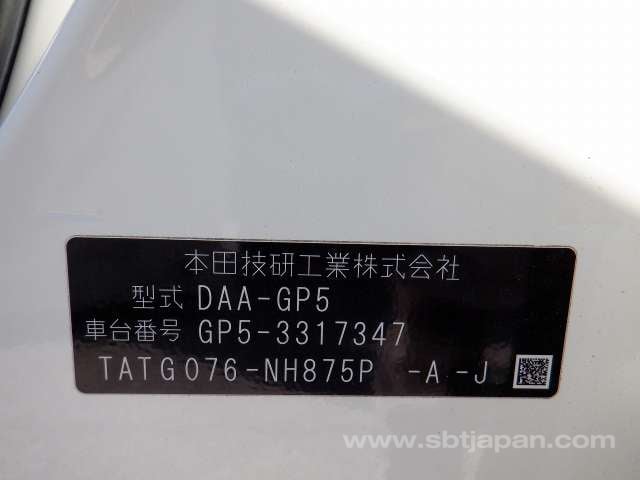 本田技研工業株式会社
型式 DAA-GP5
車台番号 GP5-3317347
TATG076-NH875P -A-J
www.sbtjapan.com